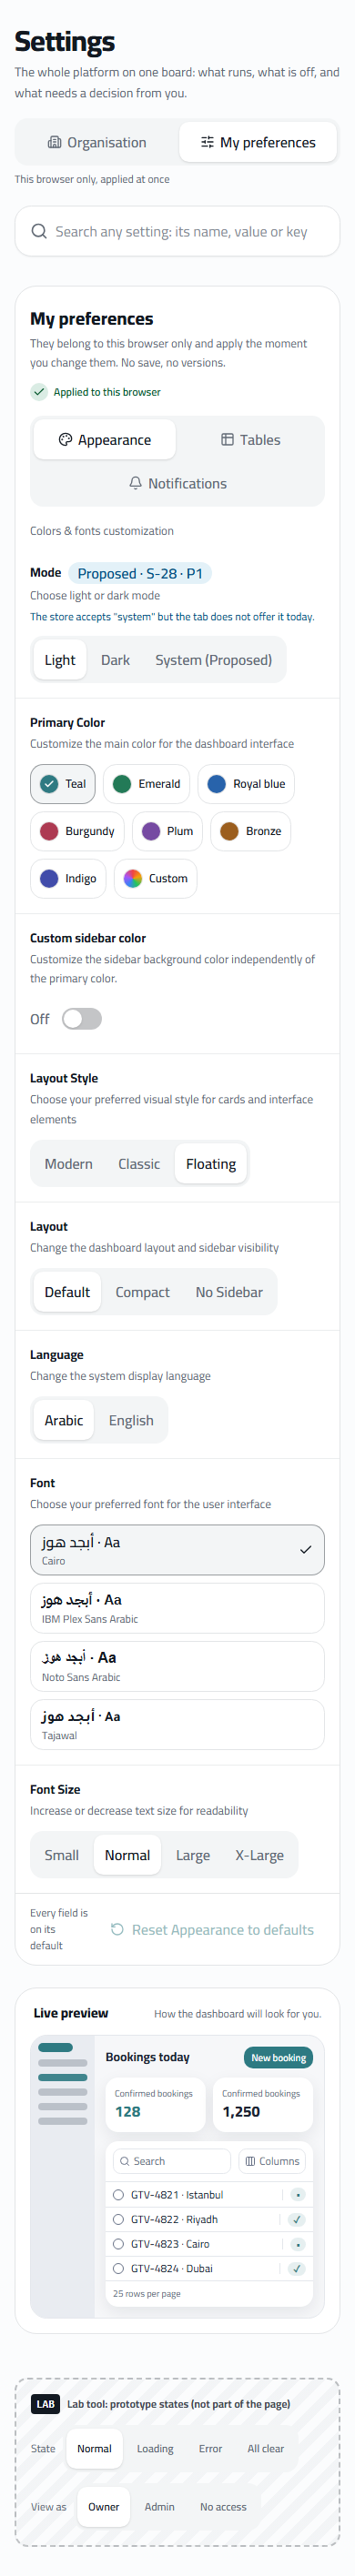 Settings
The whole platform on one board: what runs, what is off, and
what needs a decision from you.
Organisation
My preferences
This browser only, applied at once
Search any setting: its name, value or key
My preferences
They belong to this browser only and apply the moment
you change them. No save, no versions.
Applied to this browser
Appearance
Tables
Notifications
Colors & fonts customization
Mode
Proposed · S-28 · P1
Choose light or dark mode
The store accepts "system" but the tab does not offer it today.
Light
Dark
System (Proposed)
Primary Color
Customize the main color for the dashboard interface
Teal
Emerald
Royal blue
Burgundy
Plum
Bronze
Indigo
Custom
Custom sidebar color
Customize the sidebar background color independently of
the primary color.
Off
Layout Style
Choose your preferred visual style for cards and interface
elements
Modern
Classic
Floating
Layout
Change the dashboard layout and sidebar visibility
Default
Compact
No Sidebar
Language
Change the system display language
Arabic
English
Font
Choose your preferred font for the user interface
أبجد هوز · Aa
Cairo
أبجد هوز · Aa
IBM Plex Sans Arabic
أبجد هوز · Aa
Noto Sans Arabic
أبجد هوز · Aa
Tajawal
Font Size
Increase or decrease text size for readability
Small
Normal
Large
X-Large
Every field is
on its
default
Reset Appearance to defaults
Live preview
How the dashboard will look for you.
Bookings today
New booking
Confirmed bookings
128
Confirmed bookings
1,250
Search
Columns
GTV-4821 · Istanbul
GTV-4822 · Riyadh
GTV-4823 · Cairo
GTV-4824 · Dubai
25 rows per page
LAB
Lab tool: prototype states (not part of the page)
State
Normal
Loading
Error
All clear
View as
Owner
Admin
No access